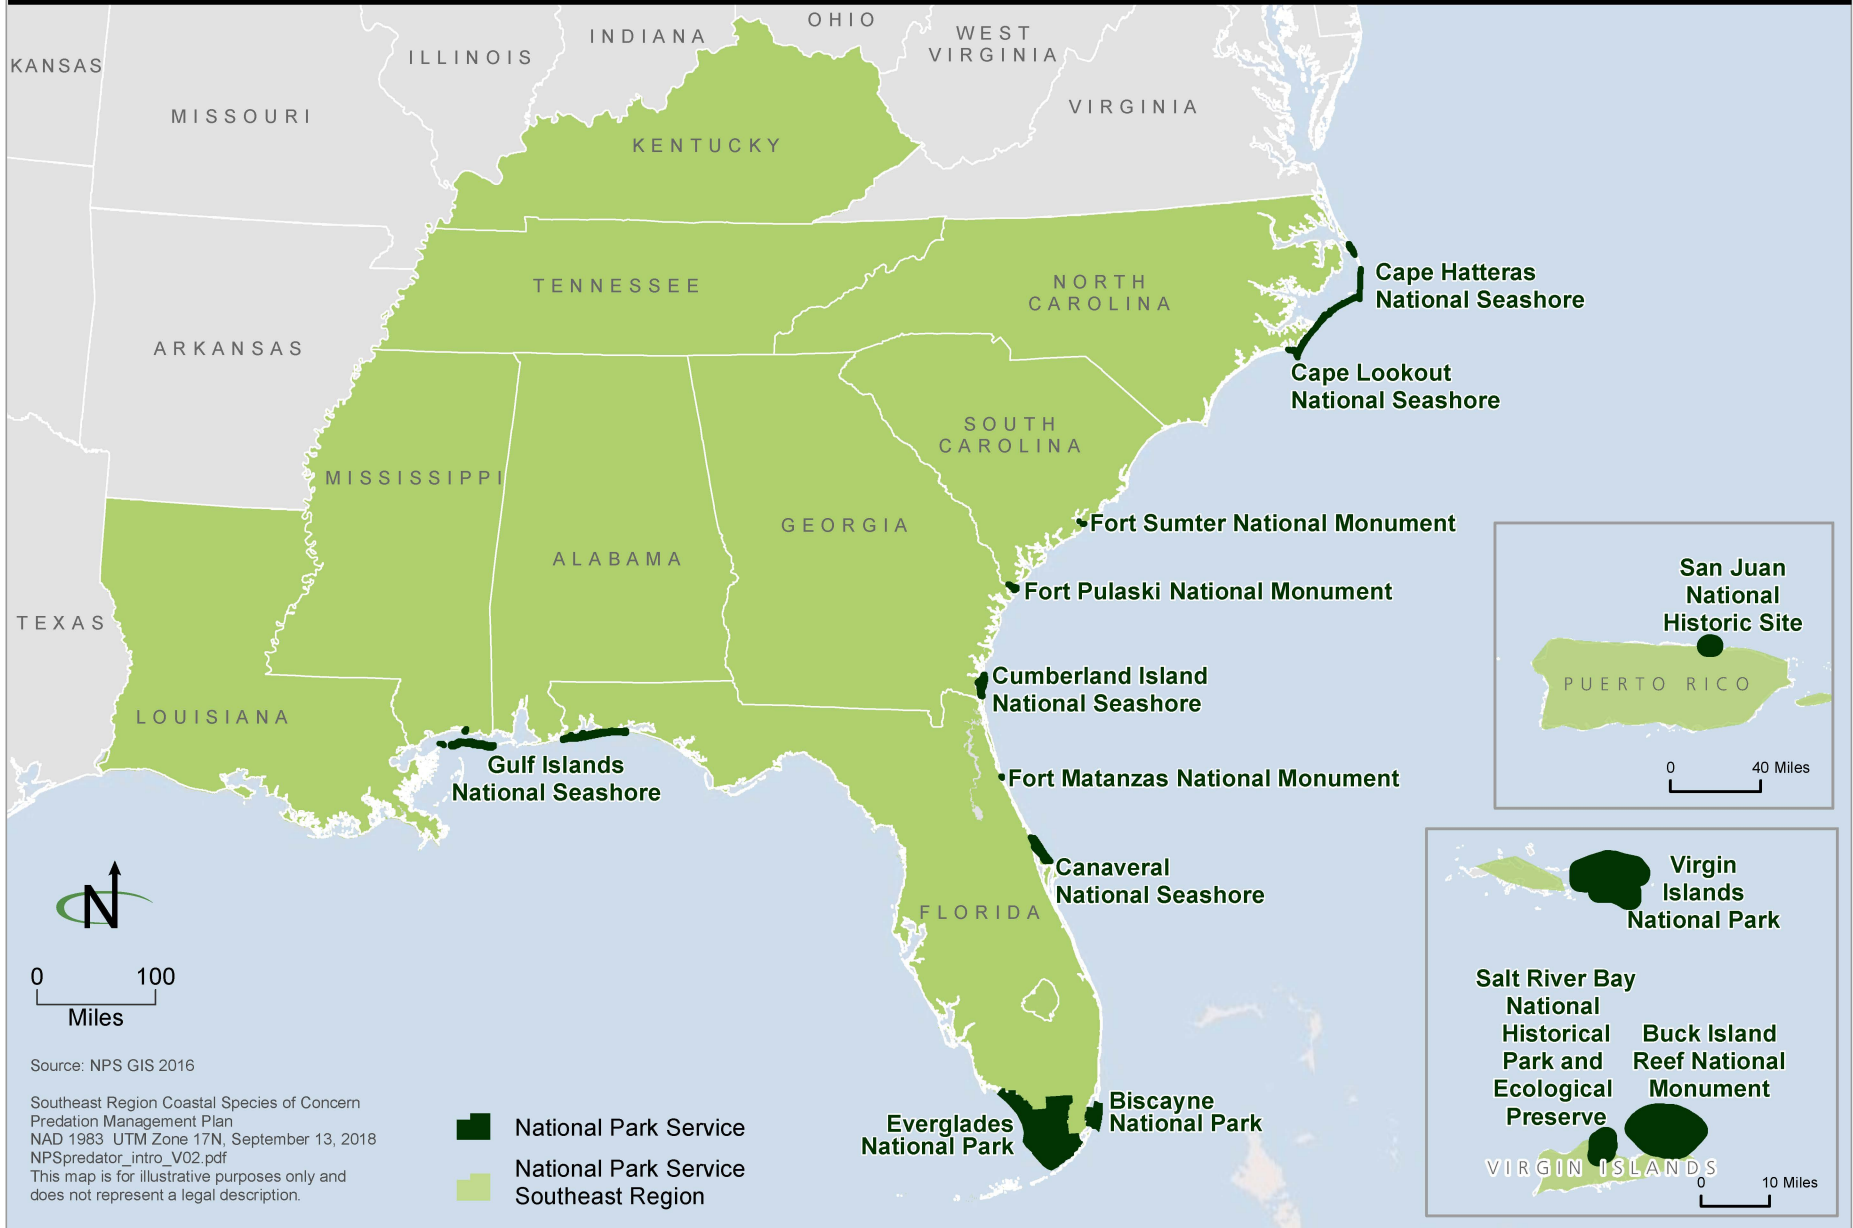 OHIO
WEST
VIRGINIA
INDIANA
ILLINOIS
KANSAS
MISSOURI
VIRGINIA
KENTUCKY
TENNESSEE
NORTH
CAROLINA
Cape Hatteras
National Seashore
ARKANSAS
Cape Lookout
National Seashore
SOUTH
CAROLINA
MISSISSIPPI
GEORGIA
ALABAMA
Fort Sumter National Monument
Fort Pulaski National Monument
TEXAS
Cumberland Island
National Seashore
LOUISIANA
Gulf Islands
National Seashore
Fort Matanzas National Monument
Canaveral
National Seashore
FLORIDA
Everglades
National Park
Biscayne
National Park
San Juan
National
Historic Site
PUERTO RICO
0 40 Miles
Virgin
Islands
National Park
Salt River Bay
National
Historical
Park and
Ecological
Preserve
Buck Island
Reef National
Monument
VIRGIN ISLANDS
0 10 Miles
N
0 100
Miles
Source: NPS GIS 2016
Southeast Region Coastal Species of Concern
Predation Management Plan
NAD 1983 UTM Zone 17N, September 13, 2018
NPSpredator_intro_V02.pdf
This map is for illustrative purposes only and
does not represent a legal description.
National Park Service
National Park Service
Southeast Region